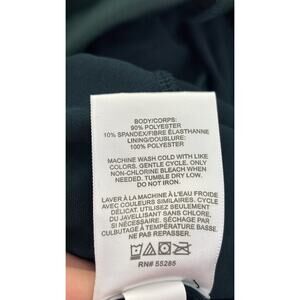 BODY/CORPS:
90% POLYESTER
10% SPANDEX/FIBRE ÉLASTHANNE
LINING/DOUBLURE:
100% POLYESTER
MACHINE WASH COLD WITH LIKE
COLORS. GENTLE CYCLE. ONLY
NON-CHLORINE BLEACH WHEN
NEEDED. TUMBLE DRY LOW.
DO NOT IRON.
LAVER À LA MACHINE À L'EAU FROIDE
AVEC COULEURS SIMILAIRES. CYCLE
DÉLICAT. UTILISEZ SEULEMENT
DU JAVELLISANT SANS CHLORE,
SI NÉCESSAIRE. SÉCHAGE PAR
CULBUTAGE À TEMPÉRATURE BASSE.
NE PAS REPASSER.
RN# 55285